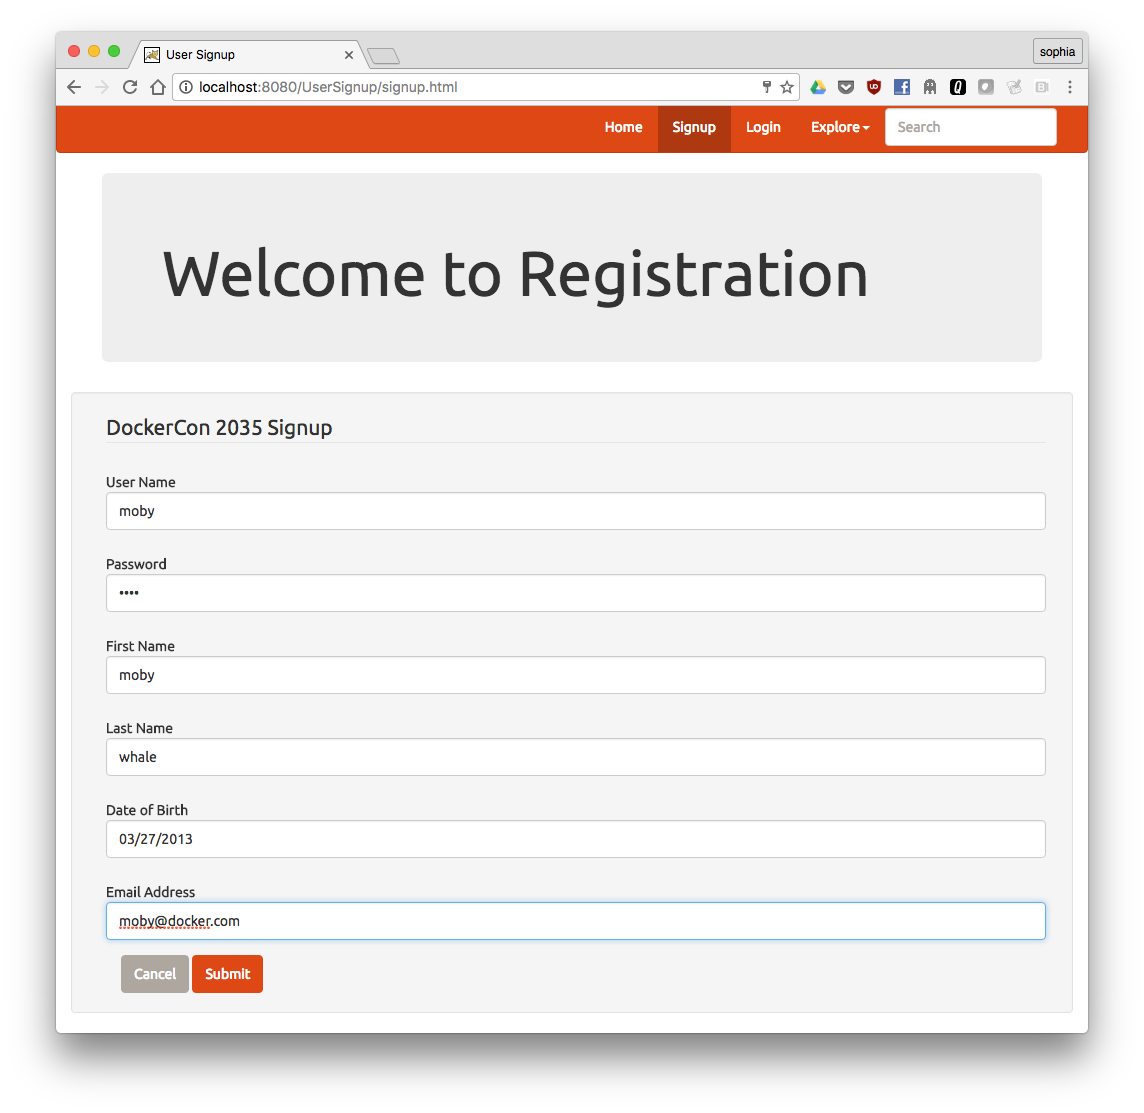 User Signup
sophia
localhost:8080/UserSignup/signup.html
Home Signup Login Explore Search
Welcome to Registration
DockerCon 2035 Signup
User Name
moby
Password
••••
First Name
moby
Last Name
whale
Date of Birth
03/27/2013
Email Address
moby@docker.com
Cancel Submit